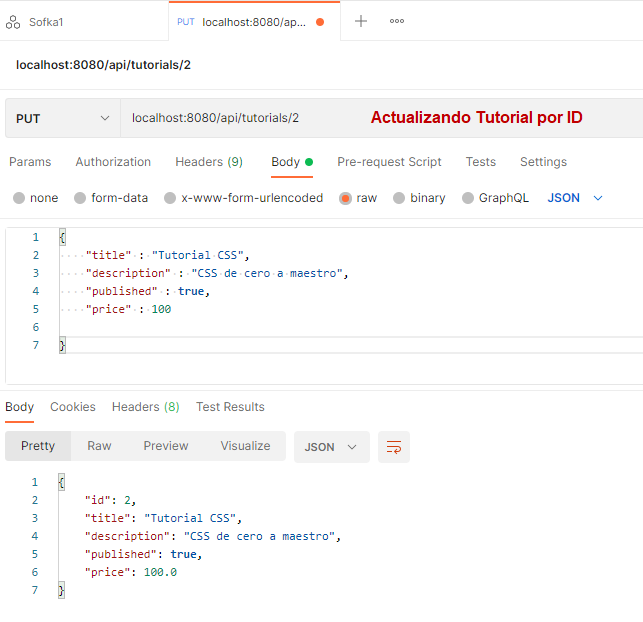 Sofka1
PUT localhost:8080/ap...
localhost:8080/api/tutorials/2
PUT localhost:8080/api/tutorials/2 Actualizando Tutorial por ID
Params Authorization Headers (9) Body Pre-request Script Tests Settings
none form-data x-www-form-urlencoded raw binary GraphQL JSON
1 {
2 "title" : "Tutorial CSS",
3 "description" : "CSS de cero a maestro",
4 "published" : true,
5 "price" : 100
6
7 }
Body Cookies Headers (8) Test Results
Pretty Raw Preview Visualize JSON
1 {
2 "id": 2,
3 "title": "Tutorial CSS",
4 "description": "CSS de cero a maestro",
5 "published": true,
6 "price": 100.0
7 }